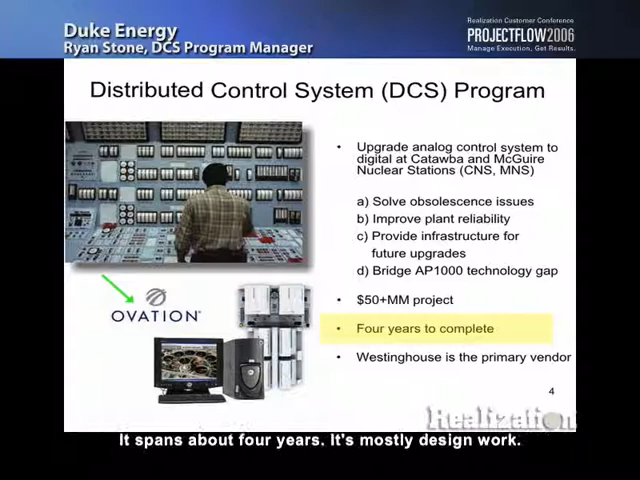 Duke Energy
Ryan Stone, DCS Program Manager
Realization Customer Conference
PROJECTFLOW2006
Manage Execution, Get Results.
Distributed Control System (DCS) Program
• Upgrade analog control system to
digital at Catawba and McGuire
Nuclear Stations (CNS, MNS)
a) Solve obsolescence issues
b) Improve plant reliability
c) Provide infrastructure for
future upgrades
d) Bridge AP1000 technology gap
• $50+MM project
• Four years to complete
• Westinghouse is the primary vendor
OVATION®
4
Realization
It spans about four years. It's mostly design work.